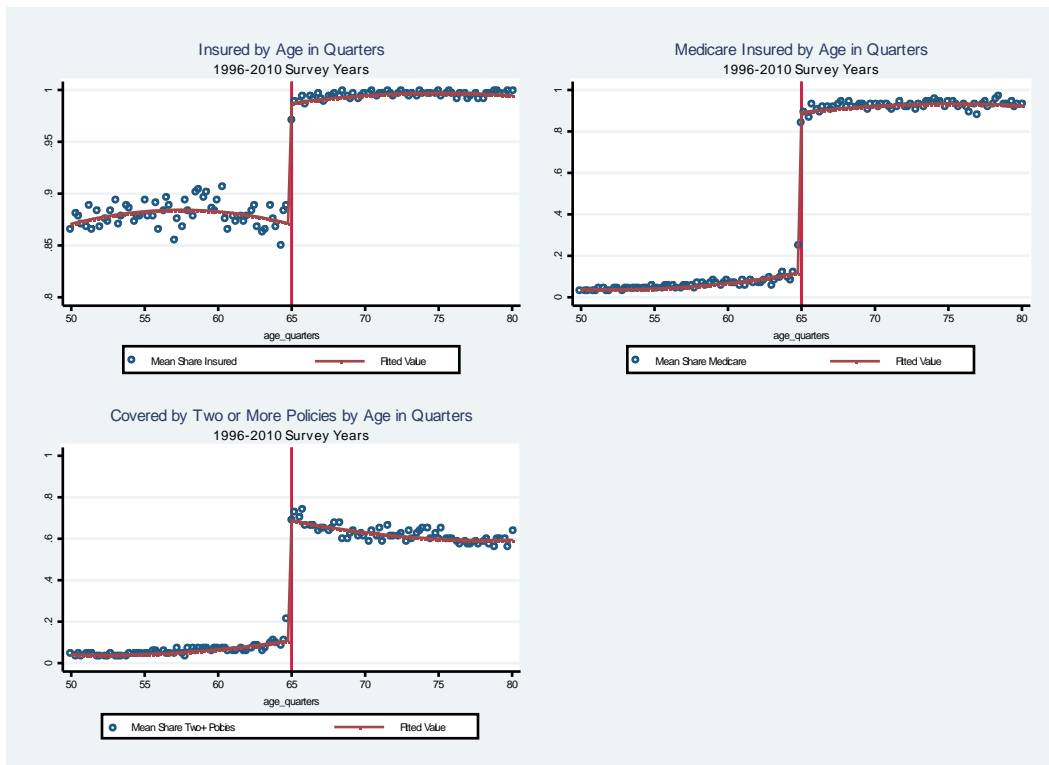 Insured by Age in Quarters
1996-2010 Survey Years
1
.95
.9
.85
.8
50 55 60 65 70 75 80
age_quarters
Mean Share Insured Fitted Value
Medicare Insured by Age in Quarters
1996-2010 Survey Years
1
.8
.6
.4
.2
0
50 55 60 65 70 75 80
age_quarters
Mean Share Medicare Fitted Value
Covered by Two or More Policies by Age in Quarters
1996-2010 Survey Years
1
.8
.6
.4
.2
0
50 55 60 65 70 75 80
age_quarters
Mean Share Two+ Policies Fitted Value